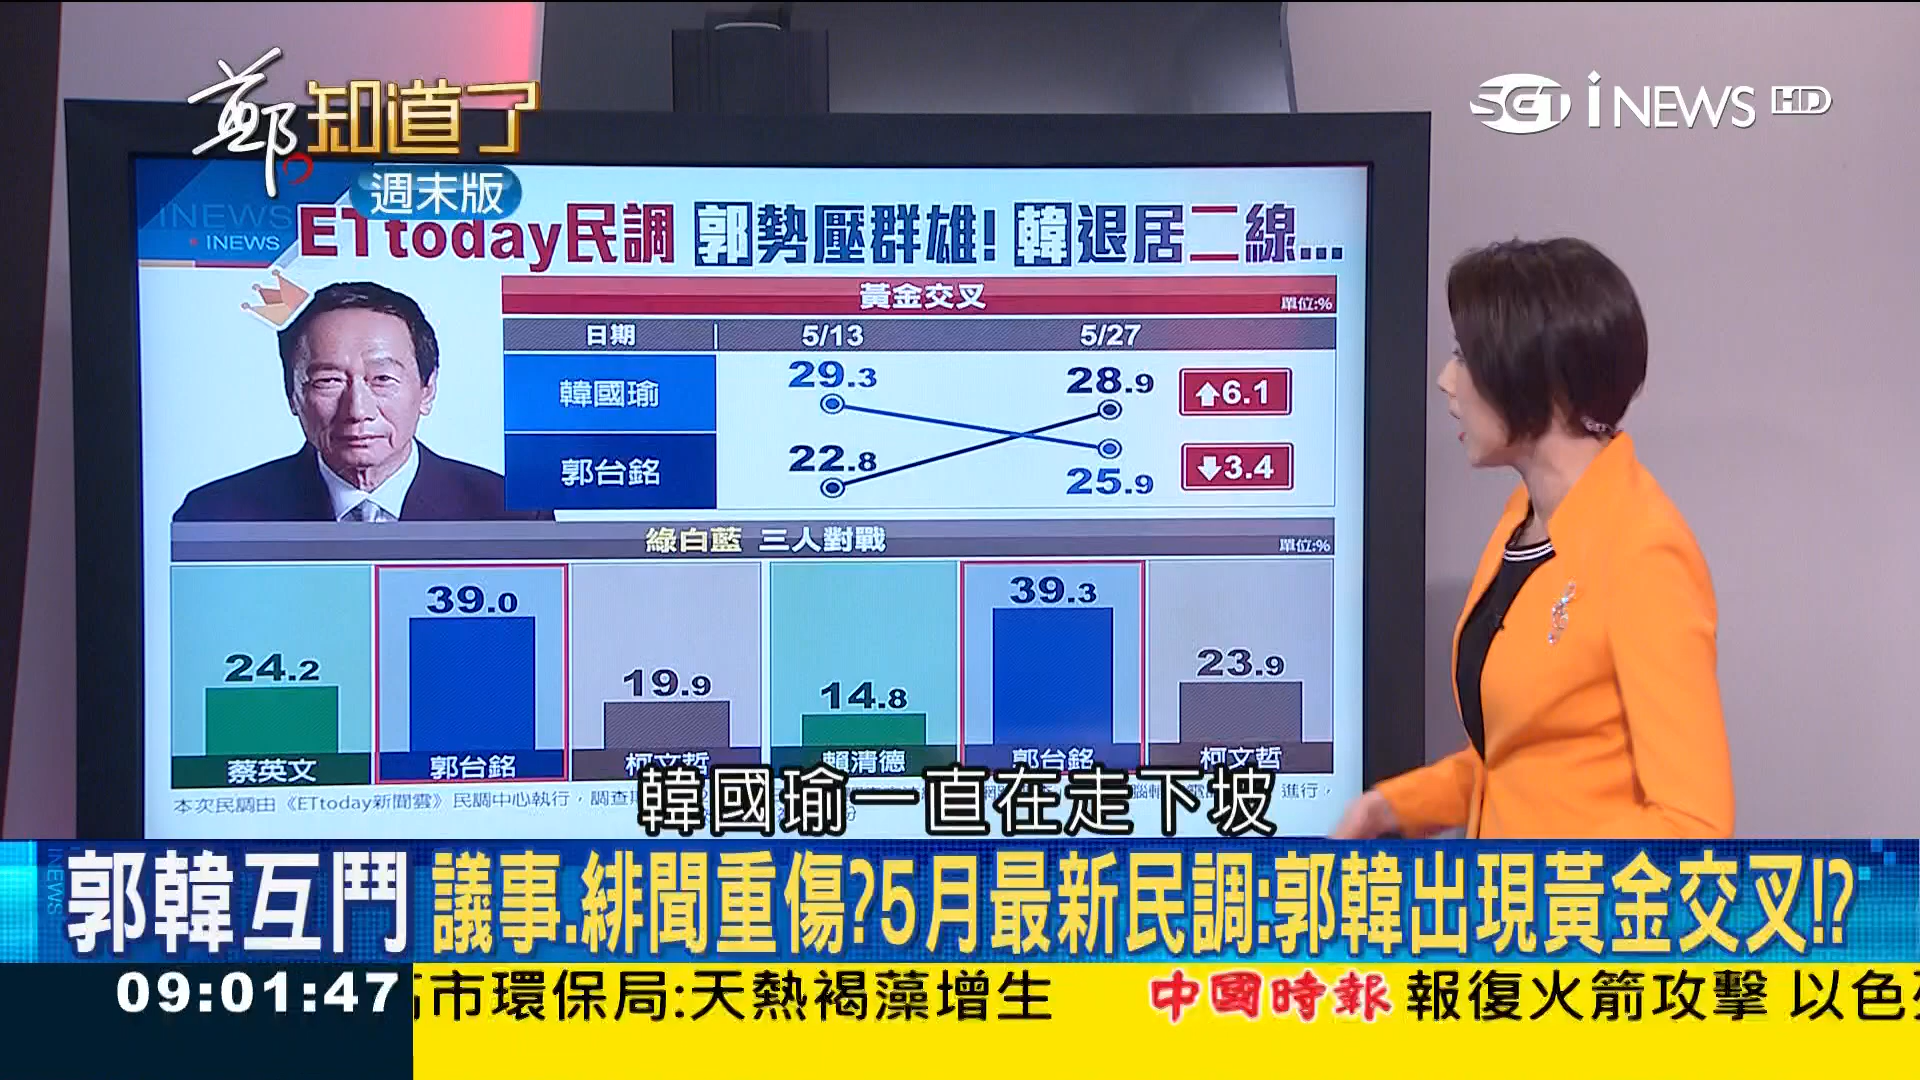 鄭知道了
週末版
SETiNEWS HD
INEWS
INEWS
ETtoday民調 郭勢壓群雄! 韓退居二線...
黃金交叉
單位:%
日期 5/13 5/27
韓國瑜 29.3 28.9 6.1
郭台銘 22.8 25.9 3.4
綠白藍 三人對戰
單位:%
24.2 39.0 19.9 14.8 39.3 23.9
蔡英文 郭台銘 柯文哲 賴清德 郭台銘 柯文哲
本次民調由《ETtoday新聞雲》民調中心執行,調查
進行,
韓國瑜一直在走下坡
INEWS
郭韓互鬥 議事.緋聞重傷?5月最新民調:郭韓出現黃金交叉!?
09:01:47 高市環保局:天熱褐藻增生 中國時報 報復火箭攻擊 以色列